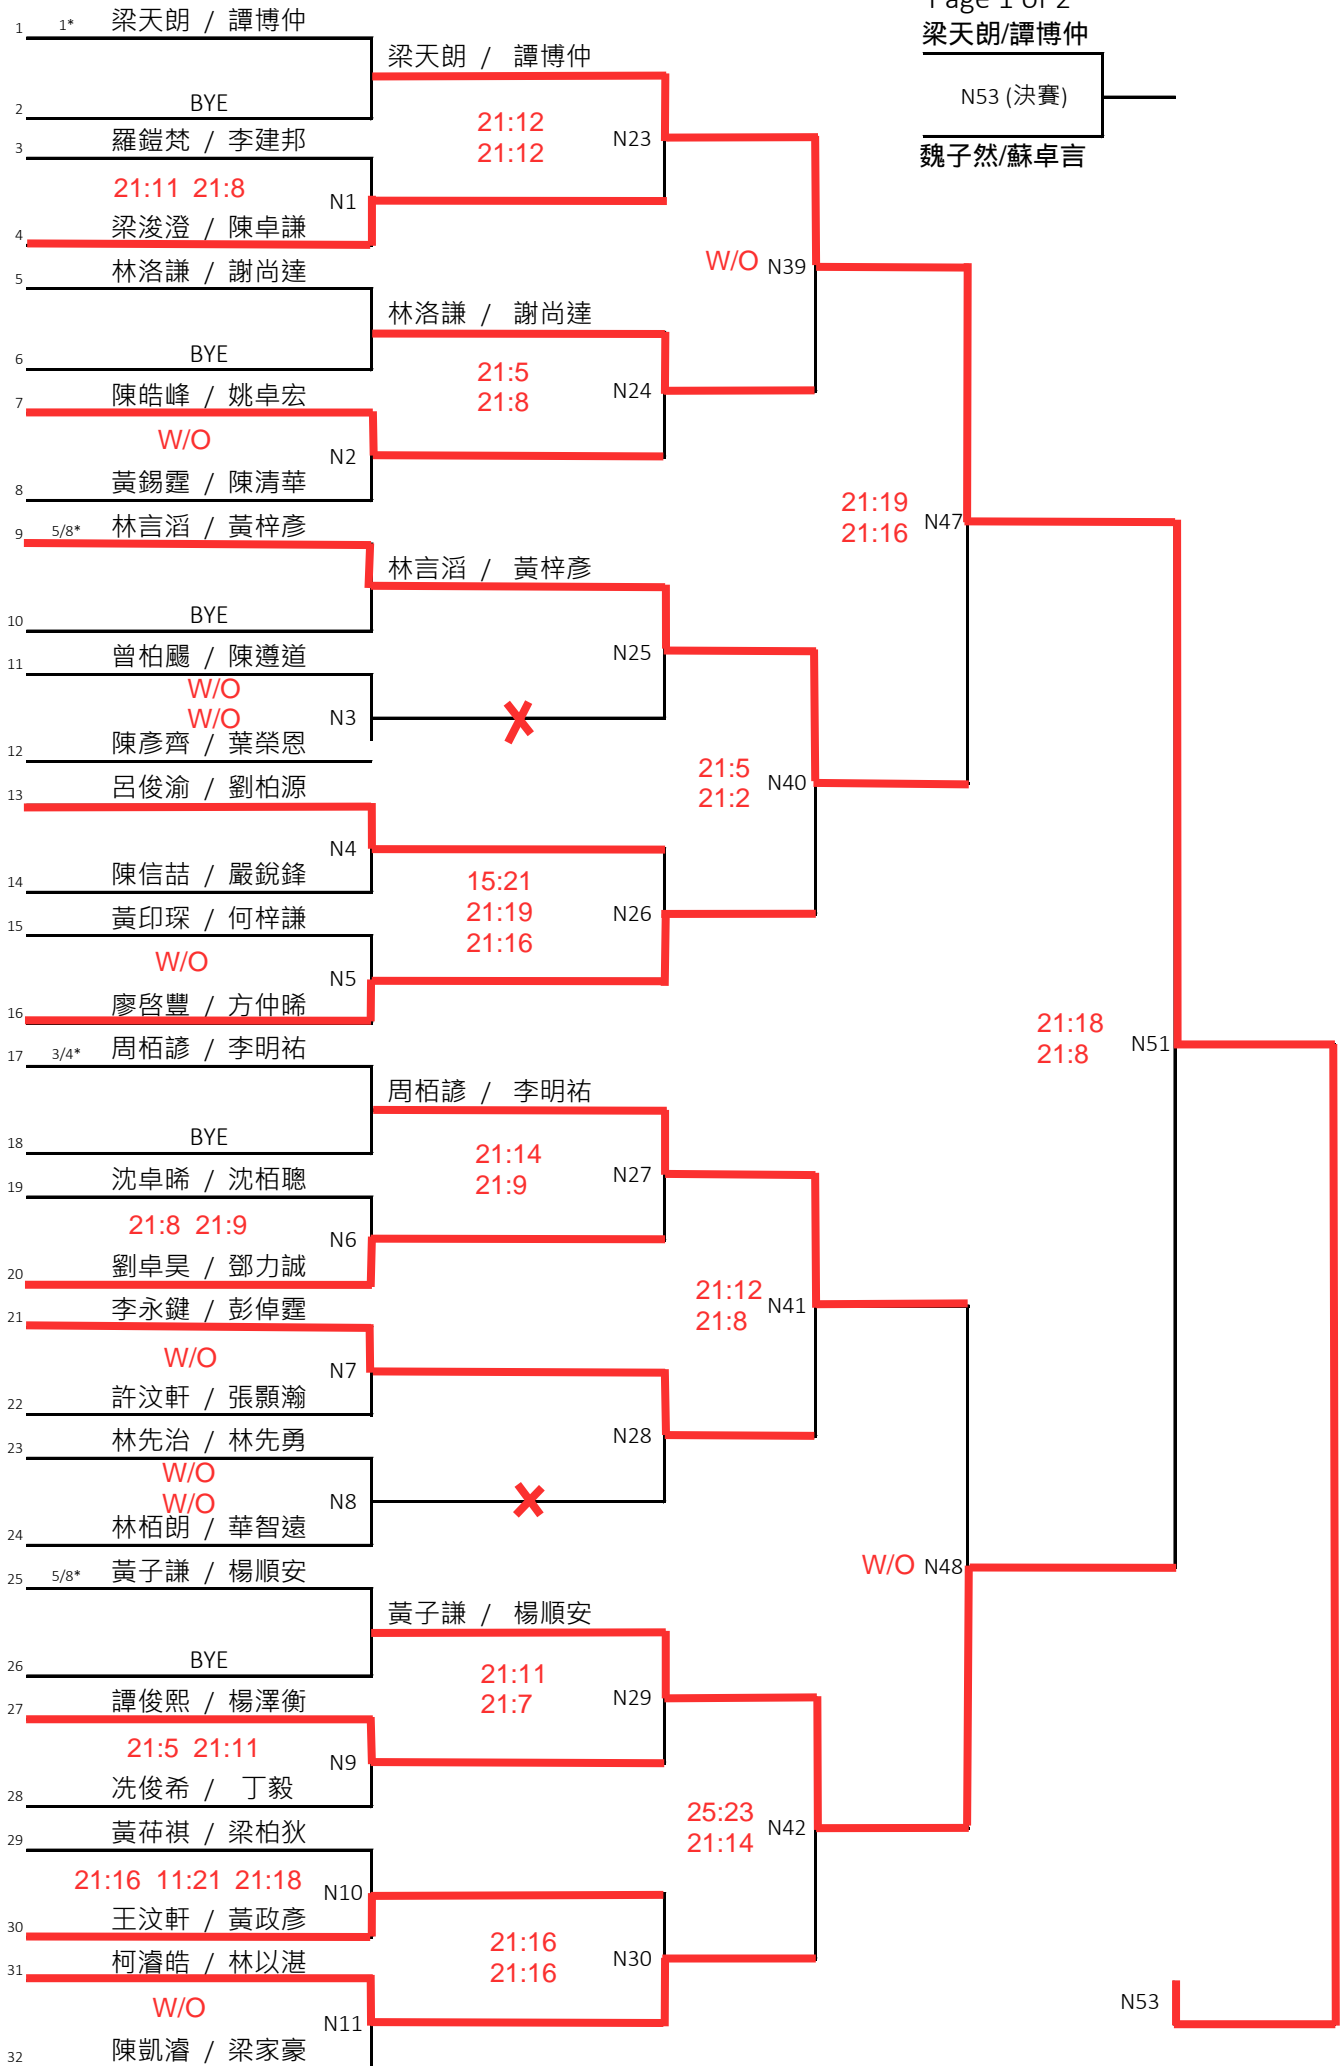 Page 1 of 2
1 1* 梁天朗 / 譚博仲
梁天朗/譚博仲
梁天朗 / 譚博仲
N53 (決賽)
2 BYE
21:12
N23
21:12
3 羅鎧梵 / 李建邦
魏子然/蘇卓言
21:11 21:8
N1
4 梁浚澄 / 陳卓謙
W/O N39
5 林洛謙 / 謝尚達
林洛謙 / 謝尚達
6 BYE
21:5
N24
21:8
7 陳皓峰 / 姚卓宏
W/O
N2
8 黃錫霆 / 陳清華
21:19
N47
21:16
9 5/8* 林言滔 / 黃梓彥
林言滔 / 黃梓彥
10 BYE
N25
11 曾柏颺 / 陳遵道
W/O
W/O
N3
12 陳彥齊 / 葉榮恩
21:5
N40
21:2
13 呂俊渝 / 劉柏源
N4
14 陳信喆 / 嚴銳鋒
15:21
21:19
N26
21:16
15 黃印琛 / 何梓謙
W/O
N5
16 廖啓豐 / 方仲晞
21:18
N51
21:8
17 3/4* 周栢諺 / 李明祐
周栢諺 / 李明祐
18 BYE
21:14
N27
21:9
19 沈卓晞 / 沈栢聰
21:8 21:9
N6
20 劉卓昊 / 鄧力誠
21:12
N41
21:8
21 李永鍵 / 彭倬霆
W/O
N7
22 許汶軒 / 張顥瀚
N28
23 林先治 / 林先勇
W/O
W/O
N8
24 林栢朗 / 華智遠
W/O N48
25 5/8* 黃子謙 / 楊順安
黃子謙 / 楊順安
26 BYE
21:11
N29
21:7
27 譚俊熙 / 楊澤衡
21:5 21:11
N9
28 冼俊希 / 丁毅
25:23
N42
21:14
29 黃荏祺 / 梁柏狄
21:16 11:21 21:18
N10
30 王汶軒 / 黃政彥
21:16
N30
21:16
31 柯濬皓 / 林以湛
N53
W/O
N11
32 陳凱濬 / 梁家豪